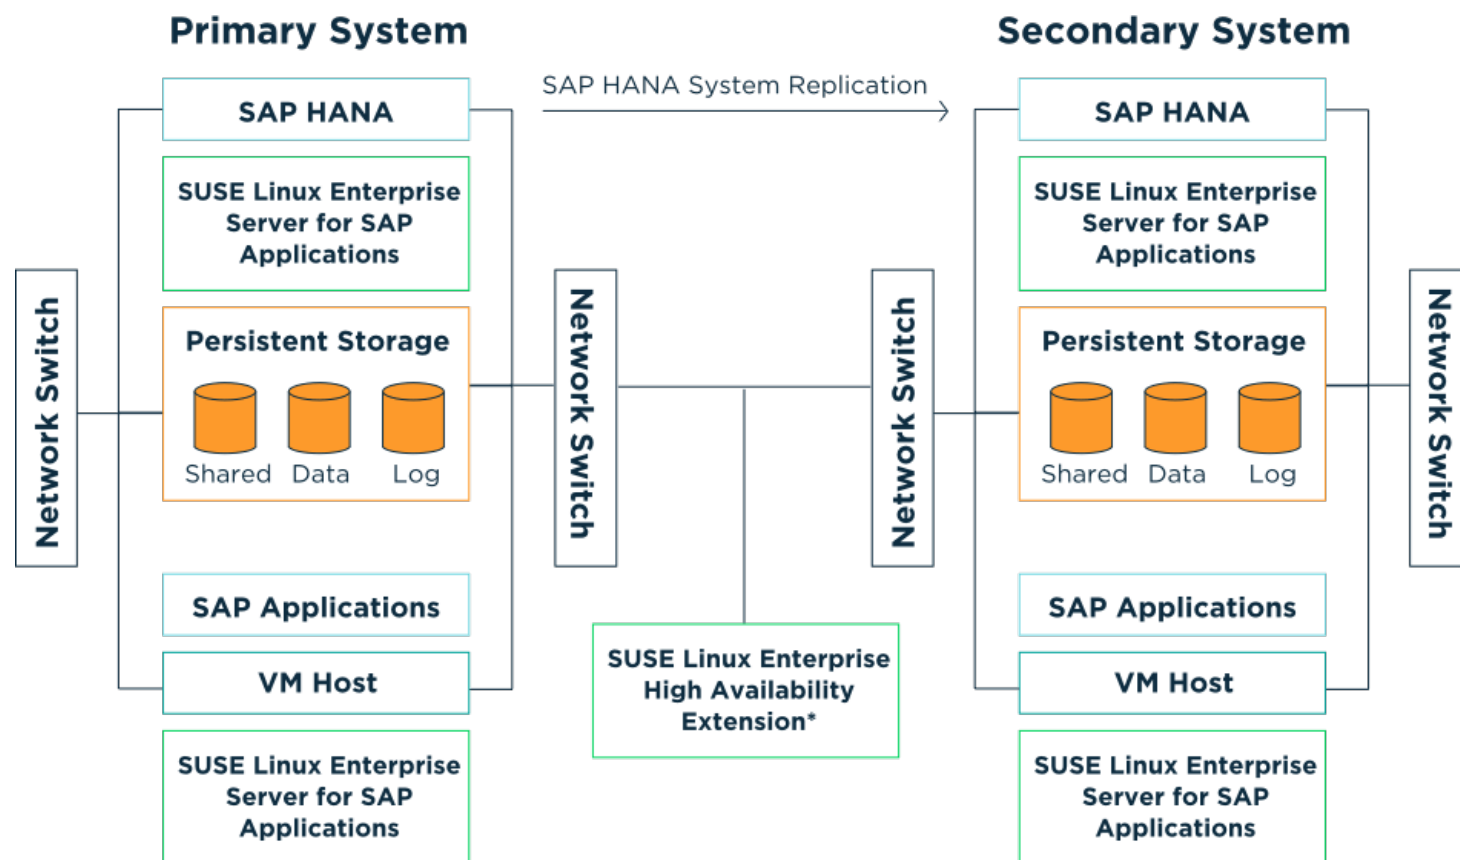 Primary System
Secondary System
SAP HANA System Replication
SAP HANA
SUSE Linux Enterprise
Server for SAP
Applications
Network Switch
Persistent Storage
Shared Data Log
Network Switch
SAP Applications
VM Host
SUSE Linux Enterprise
Server for SAP
Applications
SUSE Linux Enterprise
High Availability
Extension*
SAP HANA
SUSE Linux Enterprise
Server for SAP
Applications
Network Switch
Persistent Storage
Shared Data Log
Network Switch
SAP Applications
VM Host
SUSE Linux Enterprise
Server for SAP
Applications